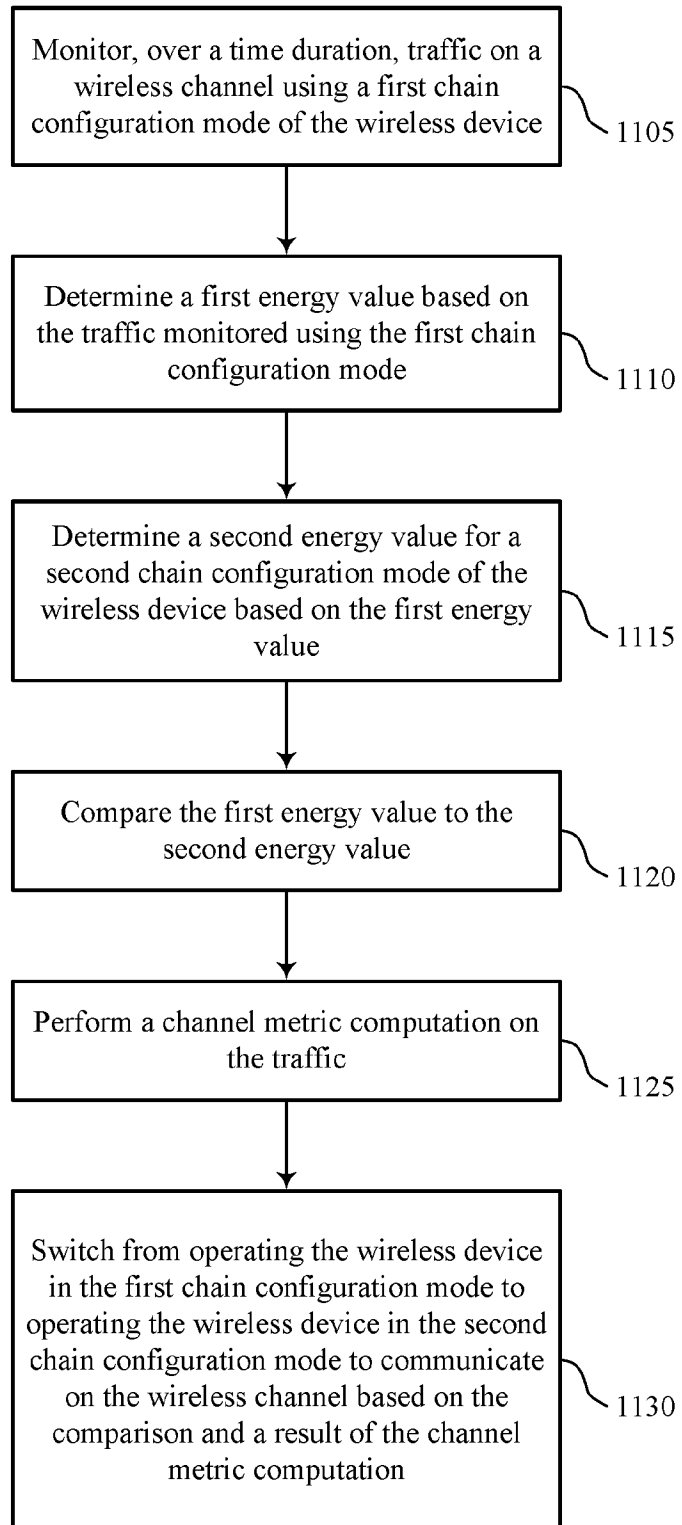 Monitor, over a time duration, traffic on a
wireless channel using a first chain
configuration mode of the wireless device
1105
Determine a first energy value based on
the traffic monitored using the first chain
configuration mode
1110
Determine a second energy value for a
second chain configuration mode of the
wireless device based on the first energy
value
1115
Compare the first energy value to the
second energy value
1120
Perform a channel metric computation on
the traffic
1125
Switch from operating the wireless device
in the first chain configuration mode to
operating the wireless device in the second
chain configuration mode to communicate
on the wireless channel based on the
comparison and a result of the channel
metric computation
1130